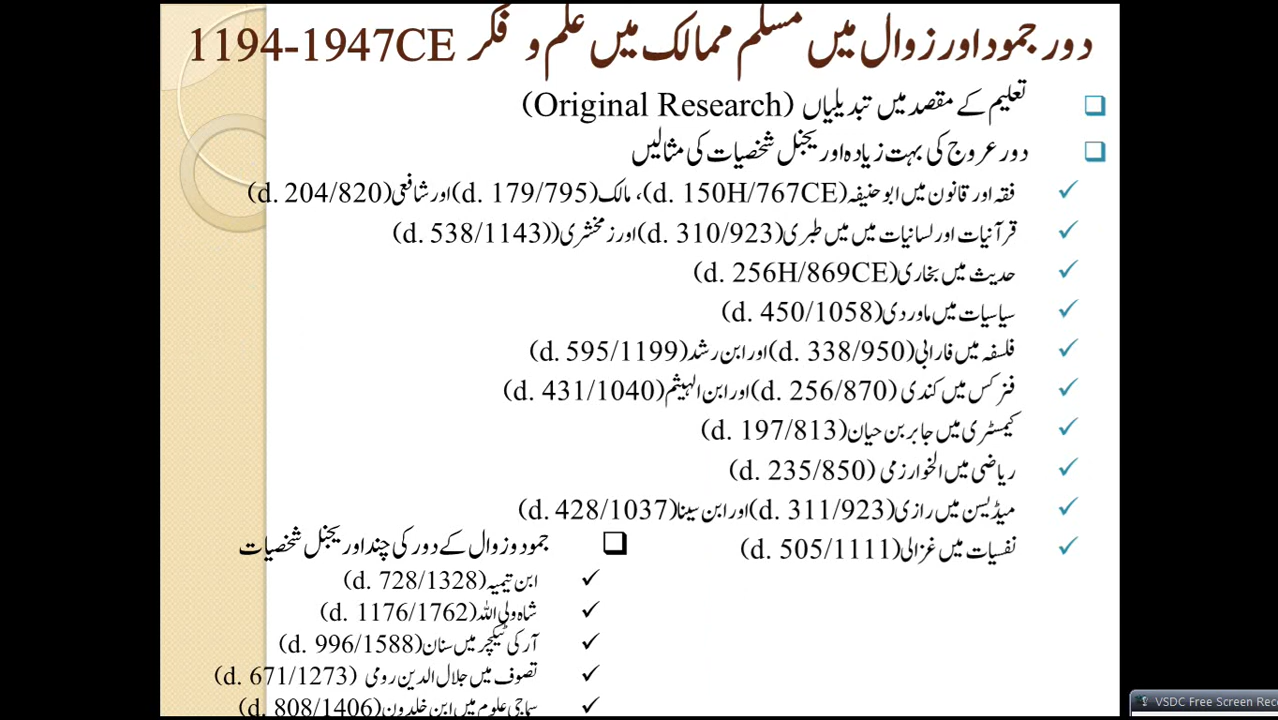 دور جمود اور زوال میں مسلم ممالک میں علم و فکر 1194-1947CE
❑ تعلیم کے مقصد میں تبدیلیاں (Original Research)
❑ دور عروج کی بہت زیادہ اوریجنل شخصیات کی مثالیں
✓ فقہ اور قانون میں ابو حنیفہ (d. 150H/767CE)، مالک (d. 179/795) اور شافعی (d. 204/820)
✓ قرآنیات اور لسانیات میں میں طبری (d. 310/923) اور زمخشری ((d. 538/1143)
✓ حدیث میں بخاری (d. 256H/869CE)
✓ سیاسیات میں ماوردی (d. 450/1058)
✓ فلسفہ میں فارابی (d. 338/950) اور ابن رشد (d. 595/1199)
✓ فزکس میں کندی (d. 256/870) اور ابن الہیثم (d. 431/1040)
✓ کیمسٹری میں جابر بن حیان (d. 197/813)
✓ ریاضی میں الخوارزمی (d. 235/850)
✓ میڈیسن میں رازی (d. 311/923) اور ابن سینا (d. 428/1037)
✓ نفسیات میں غزالی (d. 505/1111)
❑ جمود و زوال کے دور کی چند اوریجنل شخصیات
✓ ابن تیمیہ (d. 728/1328)
✓ شاہ ولی اللہ (d. 1176/1762)
✓ آرکی ٹیکچر میں سنان (d. 996/1588)
✓ تصوف میں جلال الدین رومی (d. 671/1273)
✓ سماجی علوم میں ابن خلدون (d. 808/1406)
VSDC Free Screen Rec